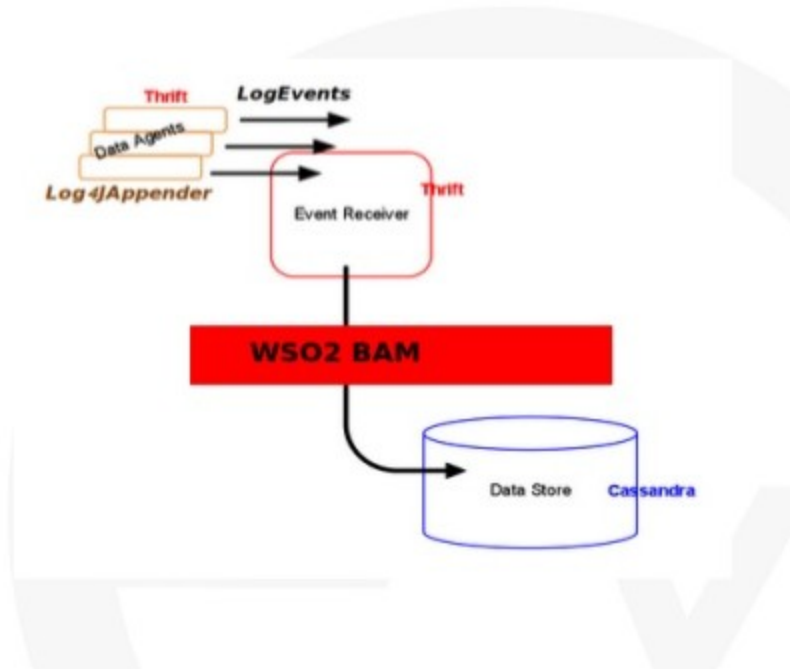 Thrift
LogEvents
Data Agents
Log4JAppender
Thrift
Event Receiver
WSO2 BAM
Data Store
Cassandra